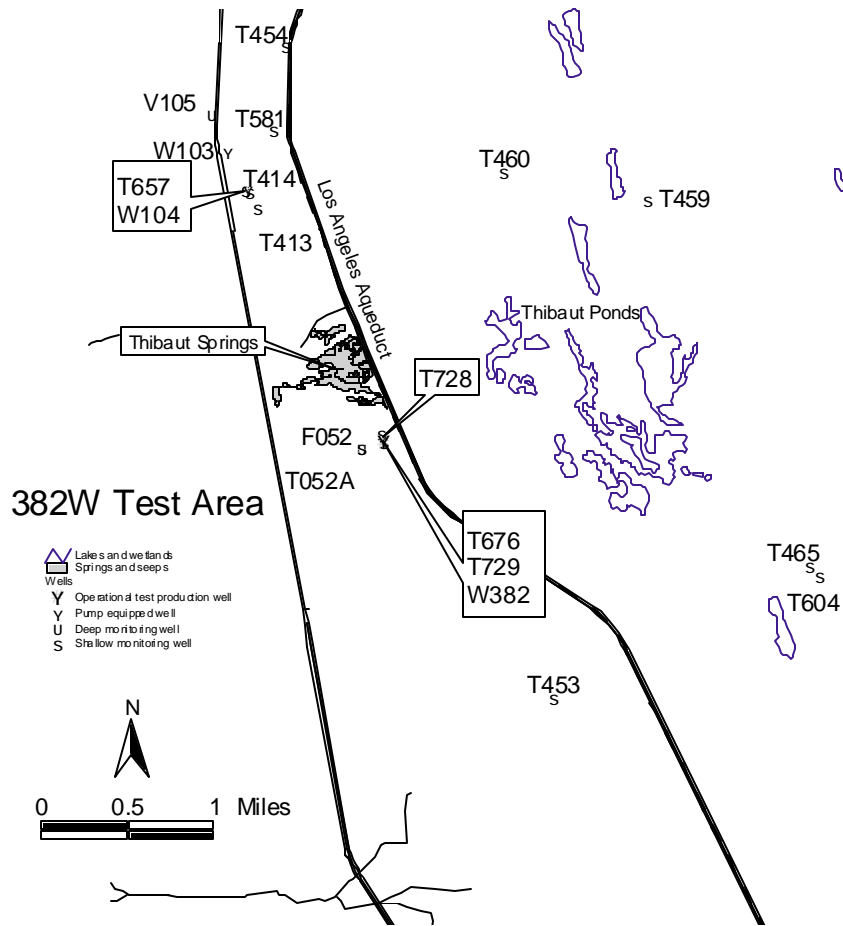 T454
S
V105
U
T581
S
W103 Y
T460
S
T657
W104
T414
S
S
S T459
Los Angeles Aqueduct
T413
Thibaut Ponds
Thibaut Springs
T728
F052
S
S
Y
T052A
382W Test Area
T676
T729
W382
Lakes and wetlands
Springs and seeps
Wells
Y Operational test production well
Y Pump equipped well
U Deep monitoring well
S Shallow monitoring well
T465
S
S
T604
T453
S
N
0 0.5 1 Miles